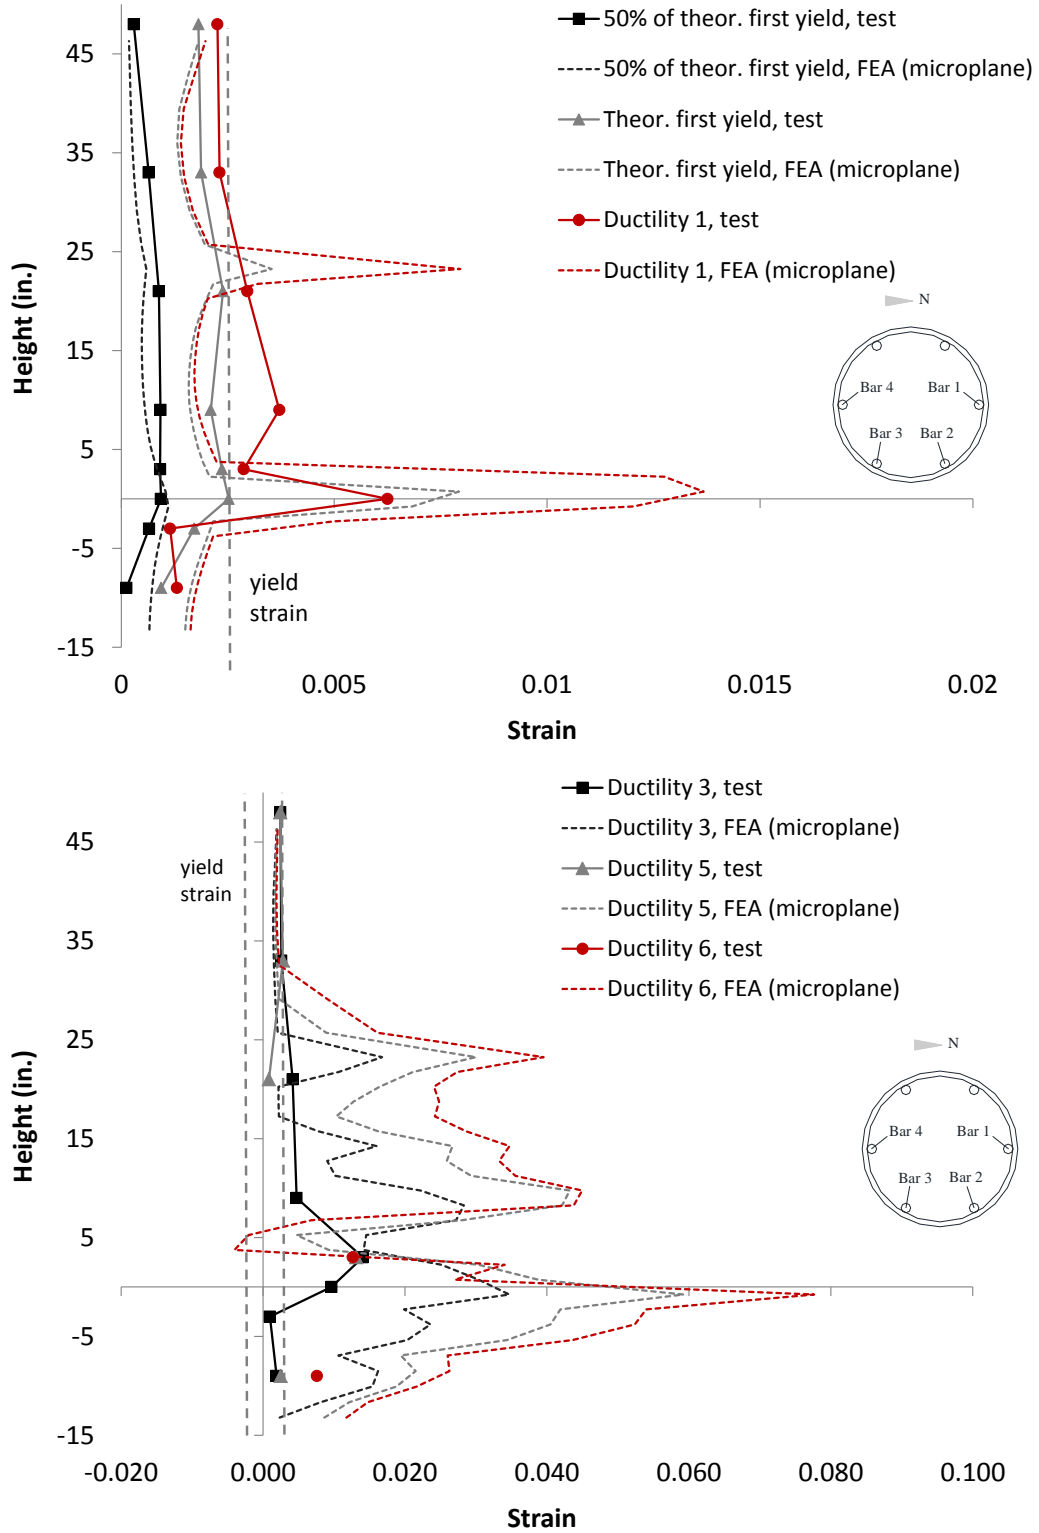 50% of theor. first yield, test
50% of theor. first yield, FEA (microplane)
Theor. first yield, test
Theor. first yield, FEA (microplane)
Ductility 1, test
Ductility 1, FEA (microplane)
45
35
25
15
5
-5
-15
Height (in.)
N
Bar 4
Bar 1
Bar 3
Bar 2
yield
strain
0
0.005
0.01
0.015
0.02
Strain
Ductility 3, test
Ductility 3, FEA (microplane)
Ductility 5, test
Ductility 5, FEA (microplane)
Ductility 6, test
Ductility 6, FEA (microplane)
yield
strain
45
35
25
15
5
-5
-15
Height (in.)
N
Bar 4
Bar 1
Bar 3
Bar 2
-0.020
0.000
0.020
0.040
0.060
0.080
0.100
Strain